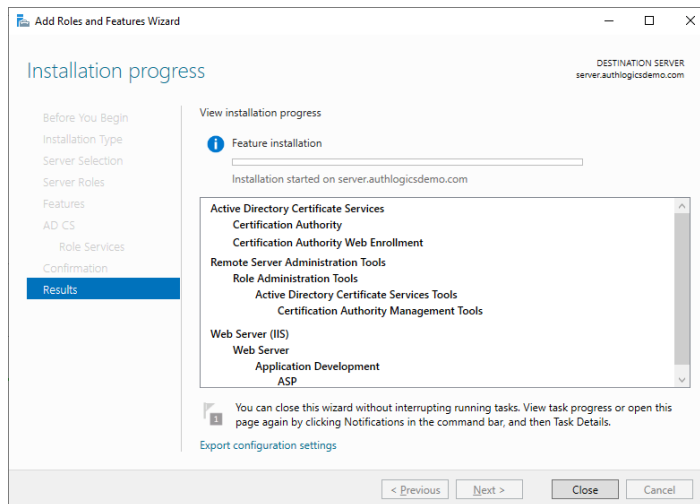 Add Roles and Features Wizard
Installation progress
DESTINATION SERVER
server.authlogicsdemo.com
Before You Begin
Installation Type
Server Selection
Server Roles
Features
AD CS
Role Services
Confirmation
Results
View installation progress
Feature installation
Installation started on server.authlogicsdemo.com
Active Directory Certificate Services
Certification Authority
Certification Authority Web Enrollment
Remote Server Administration Tools
Role Administration Tools
Active Directory Certificate Services Tools
Certification Authority Management Tools
Web Server (IIS)
Web Server
Application Development
ASP
1
You can close this wizard without interrupting running tasks. View task progress or open this
page again by clicking Notifications in the command bar, and then Task Details.
Export configuration settings
< Previous
Next >
Close
Cancel